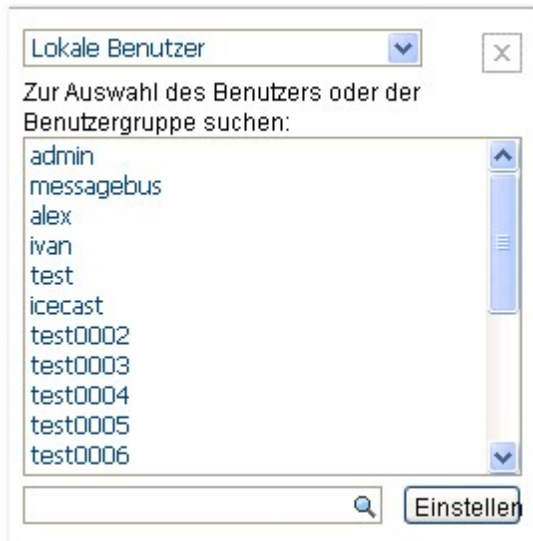 Lokale Benutzer
Zur Auswahl des Benutzers oder der
Benutzergruppe suchen:
admin
messagebus
alex
ivan
test
icecast
test0002
test0003
test0004
test0005
test0006
Einstellen